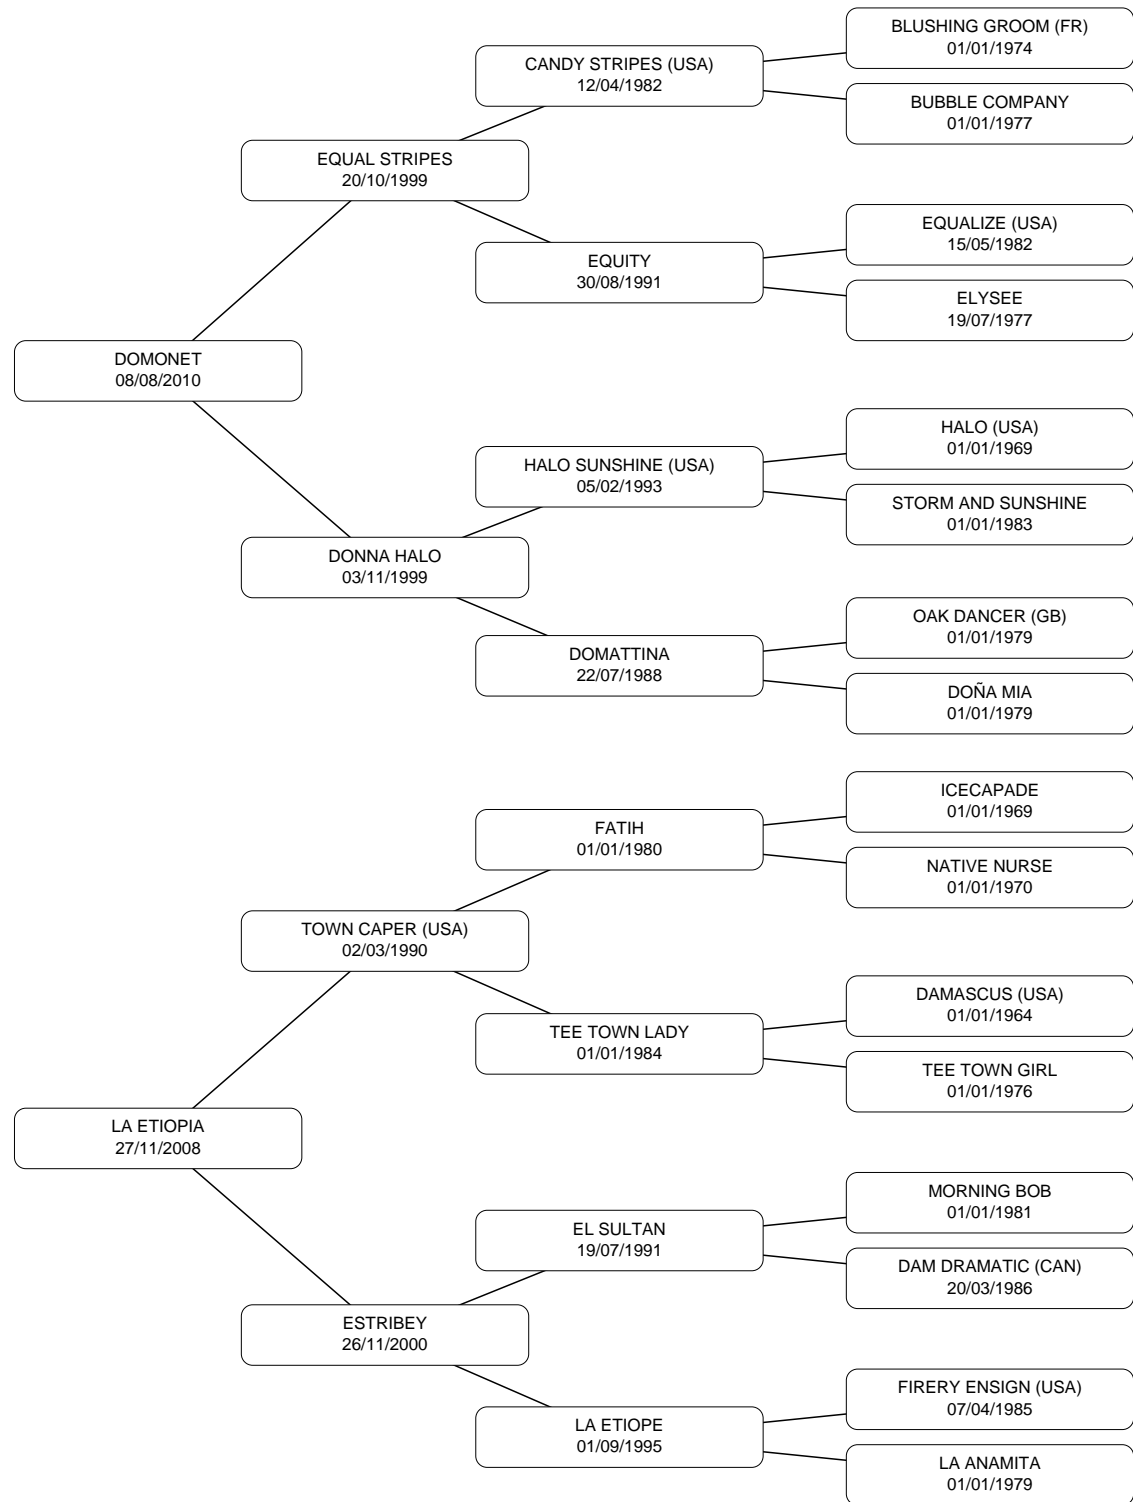 BLUSHING GROOM (FR)
01/01/1974
CANDY STRIPES (USA)
12/04/1982
BUBBLE COMPANY
01/01/1977
EQUAL STRIPES
20/10/1999
EQUALIZE (USA)
15/05/1982
EQUITY
30/08/1991
ELYSEE
19/07/1977
DOMONET
08/08/2010
HALO (USA)
01/01/1969
HALO SUNSHINE (USA)
05/02/1993
STORM AND SUNSHINE
01/01/1983
DONNA HALO
03/11/1999
OAK DANCER (GB)
01/01/1979
DOMATTINA
22/07/1988
DOÑA MIA
01/01/1979
ICECAPADE
01/01/1969
FATIH
01/01/1980
NATIVE NURSE
01/01/1970
TOWN CAPER (USA)
02/03/1990
DAMASCUS (USA)
01/01/1964
TEE TOWN LADY
01/01/1984
TEE TOWN GIRL
01/01/1976
LA ETIOPIA
27/11/2008
MORNING BOB
01/01/1981
EL SULTAN
19/07/1991
DAM DRAMATIC (CAN)
20/03/1986
ESTRIBEY
26/11/2000
FIRERY ENSIGN (USA)
07/04/1985
LA ETIOPE
01/09/1995
LA ANAMITA
01/01/1979